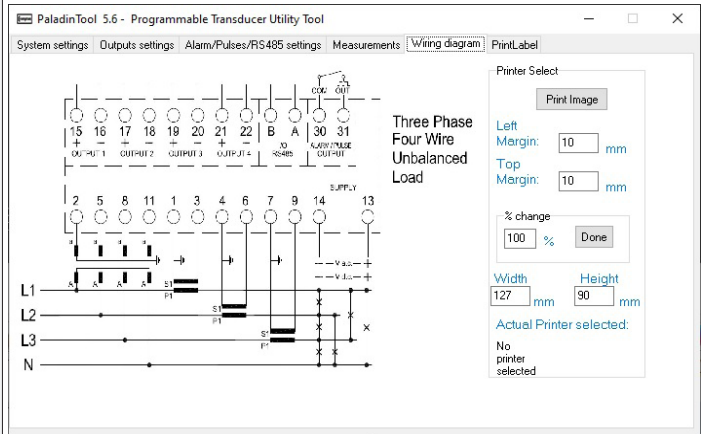 PaladinTool 5.6 - Programmable Transducer Utility Tool
System settings Outputs settings Alarm/Pulses/RS485 settings Measurements Wiring diagram PrintLabel
COM OUT
15 16 17 18 19 20 21 22 B A 30 31
+ - + - + - + -
OUTPUT 1 OUTPUT 2 OUTPUT 3 OUTPUT 4 I/O RS485 ALARM/PULSE OUTPUT
SUPPLY
2 5 8 11 1 3 4 6 7 9 14 13
A A A A
S1
P1
S1
P1
S1
P1
L1
L2
L3
N
Three Phase
Four Wire
Unbalanced
Load
Printer Select
Print Image
Left
Margin: 10 mm
Top
Margin: 10 mm
% change
100 % Done
Width Height
127 mm 90 mm
Actual Printer selected:
No
printer
selected